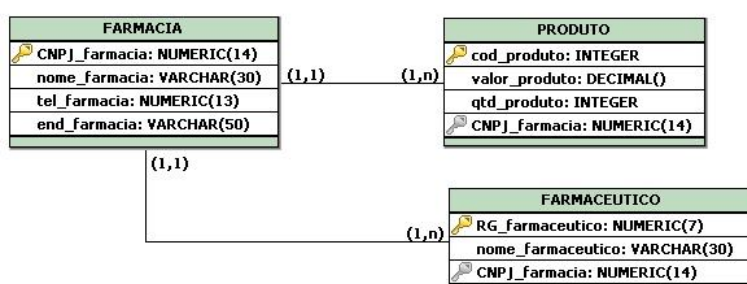 FARMACIA
CNPJ_farmacia: NUMERIC(14)
nome_farmacia: VARCHAR(30)
tel_farmacia: NUMERIC(13)
end_farmacia: VARCHAR(50)
(1,1)
(1,n)
PRODUTO
cod_produto: INTEGER
valor_produto: DECIMAL()
qtd_produto: INTEGER
CNPJ_farmacia: NUMERIC(14)
(1,1)
(1,n)
FARMACEUTICO
RG_farmaceutico: NUMERIC(7)
nome_farmaceutico: VARCHAR(30)
CNPJ_farmacia: NUMERIC(14)